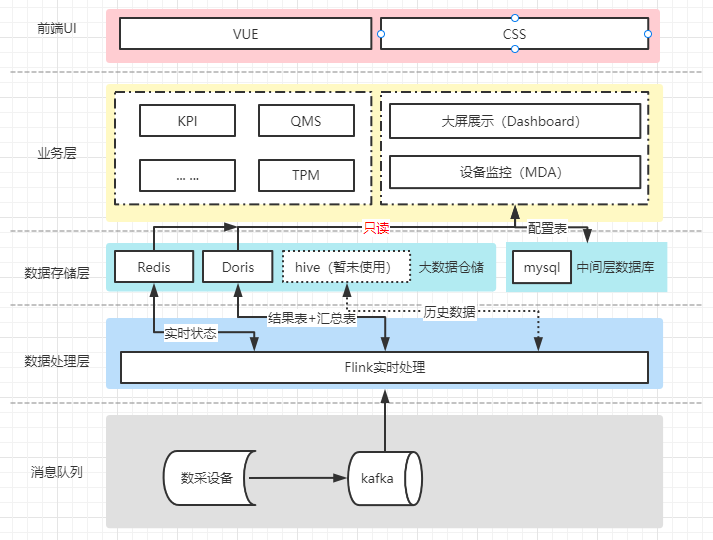 前端UI
VUE
CSS
业务层
KPI
QMS
... ...
TPM
大屏展示（Dashboard）
设备监控（MDA）
只读
配置表
数据存储层
Redis
Doris
hive（暂未使用）
大数据仓储
mysql
中间层数据库
实时状态
结果表+汇总表
历史数据
数据处理层
Flink实时处理
消息队列
数采设备
kafka